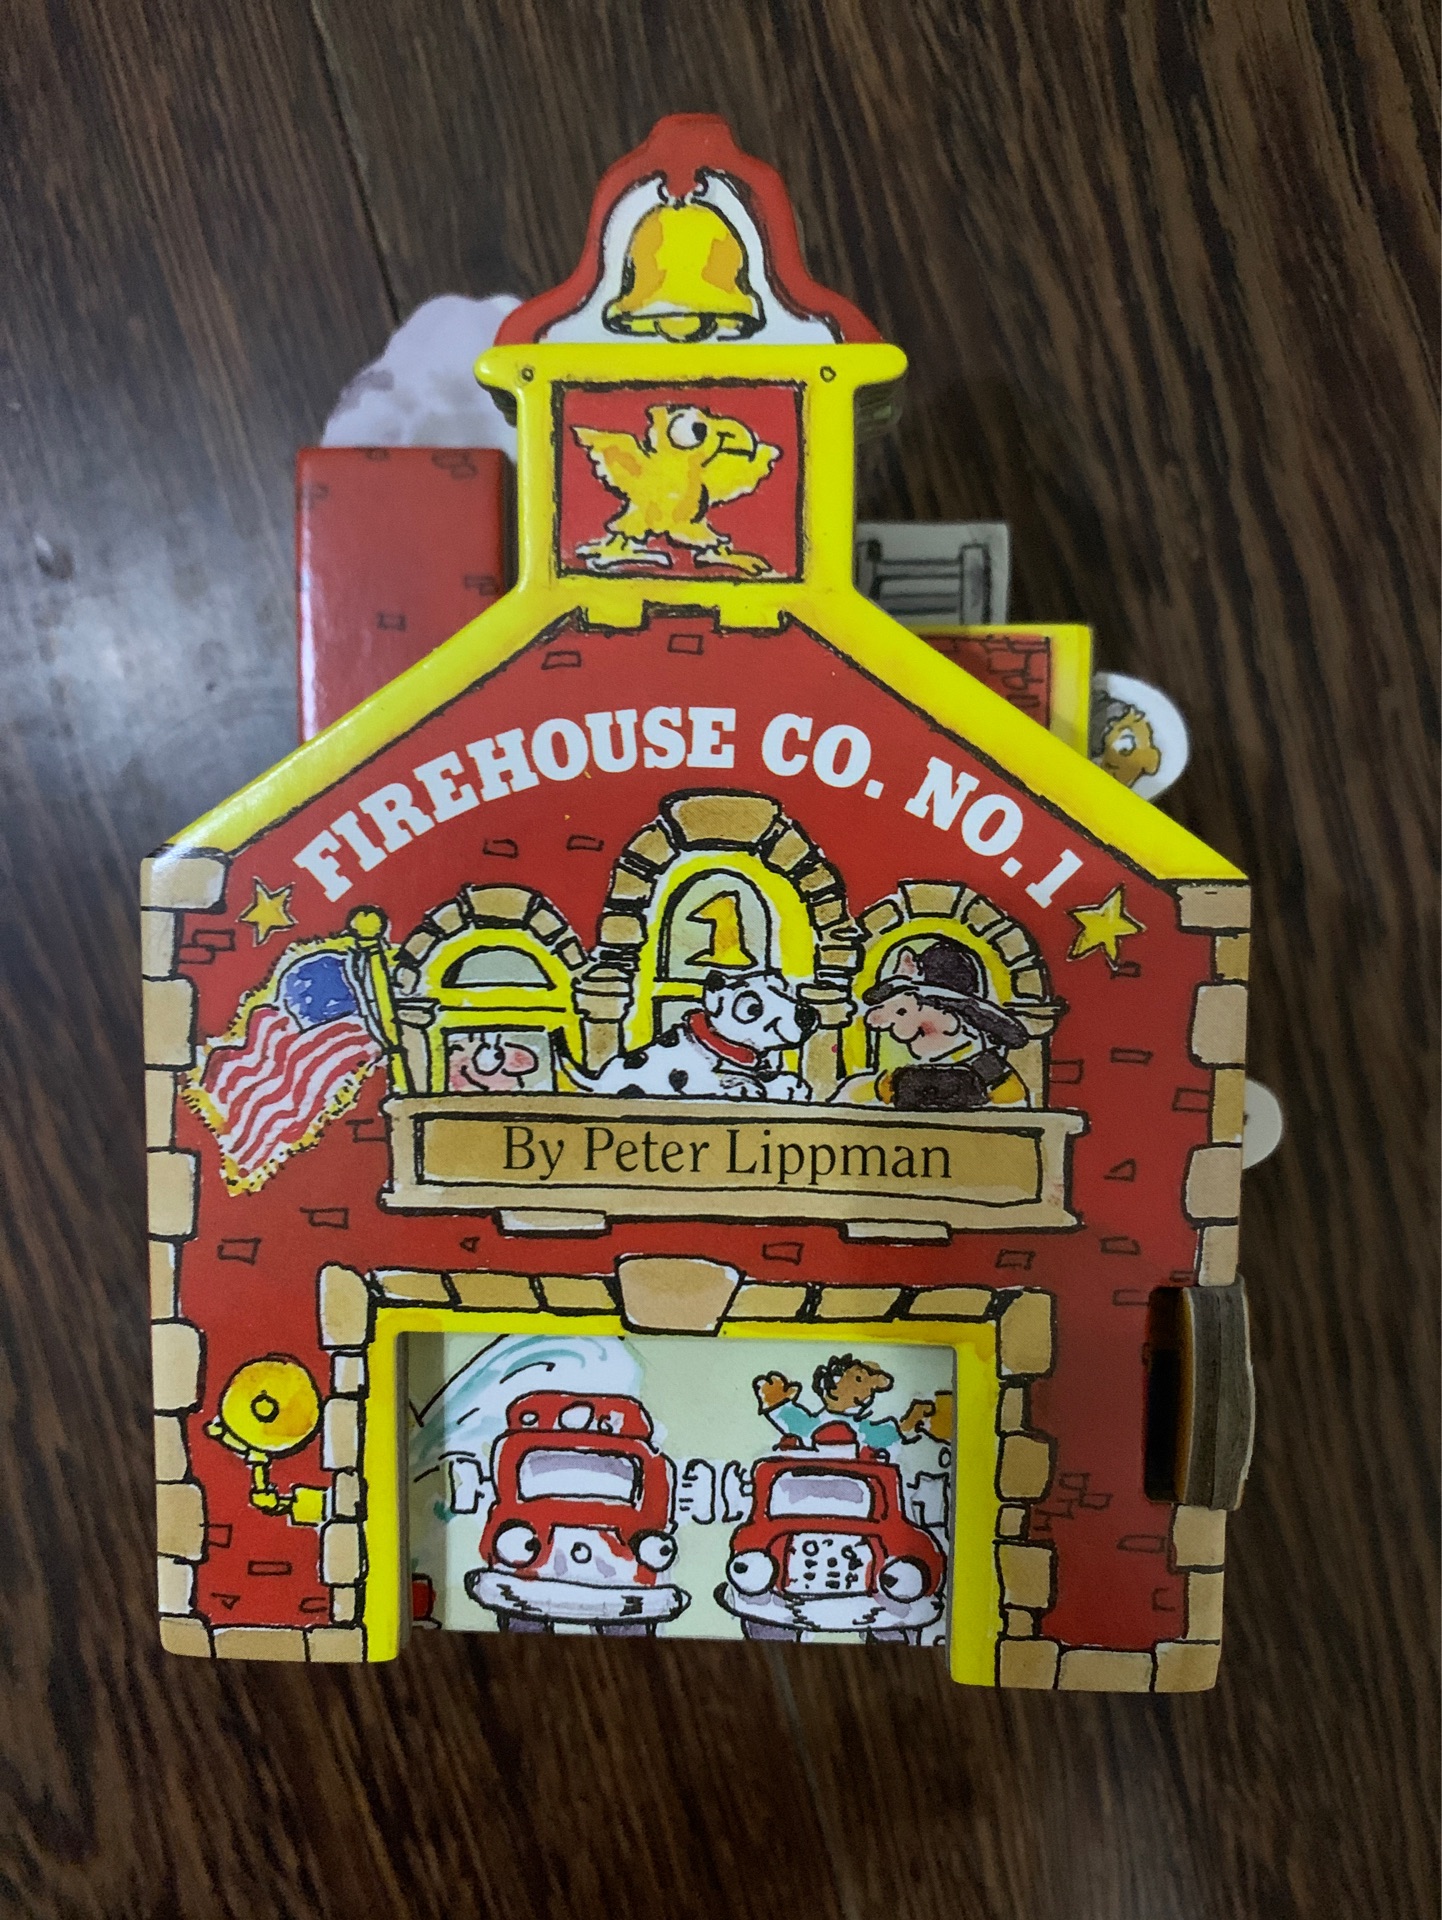 FIREHOUSE CO. NO. 1
1
By Peter Lippman